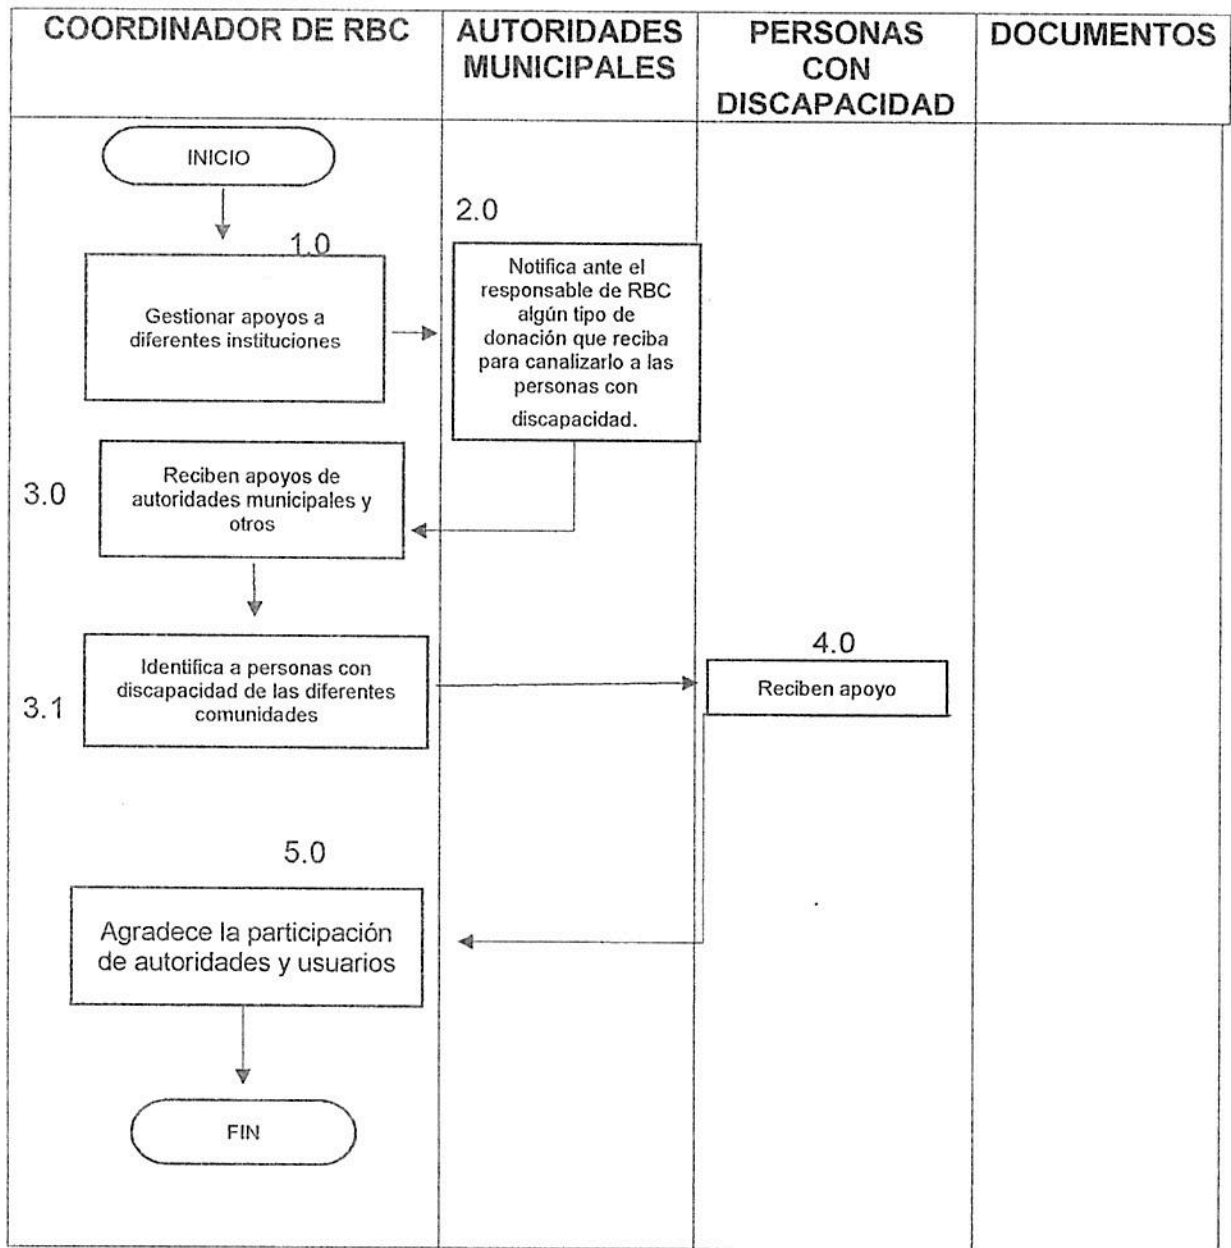 COORDINADOR DE RBC
AUTORIDADES
MUNICIPALES
PERSONAS
CON
DISCAPACIDAD
DOCUMENTOS
INICIO
1.0
Gestionar apoyos a
diferentes instituciones
2.0
Notifica ante el
responsable de RBC
algún tipo de
donación que reciba
para canalizarlo a las
personas con
discapacidad.
3.0
Reciben apoyos de
autoridades municipales y
otros
3.1
Identifica a personas con
discapacidad de las diferentes
comunidades
4.0
Reciben apoyo
5.0
Agradece la participación
de autoridades y usuarios
FIN